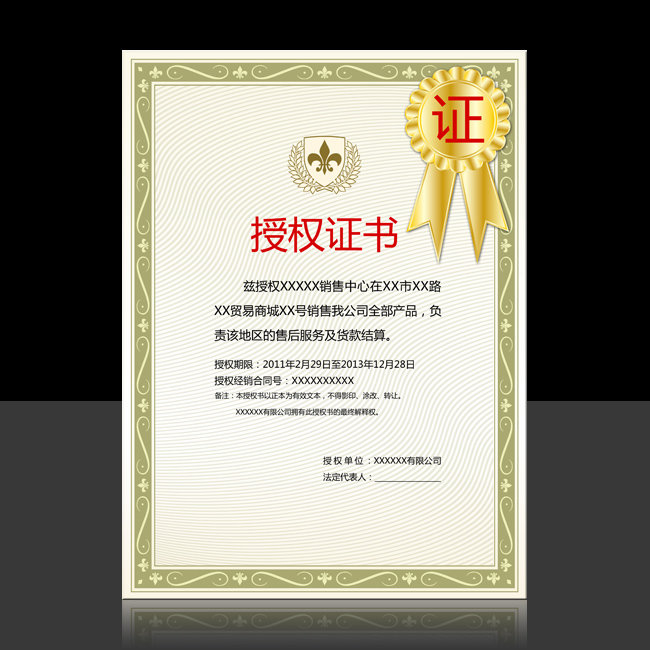 证
授权证书
兹授权XXXXX销售中心在XX市XX路
XX贸易商城XX号销售我公司全部产品，负
责该地区的售后服务及货款结算。
授权期限：2011年2月29日至2013年12月28日
授权经销合同号：XXXXXXXXXX
备注：本授权书以正本为有效文本，不得影印、涂改、转让。
XXXXXX有限公司拥有此授权书的最终解释权。
授 权 单 位 ：XXXXXX有限公司
法定代表人：______________